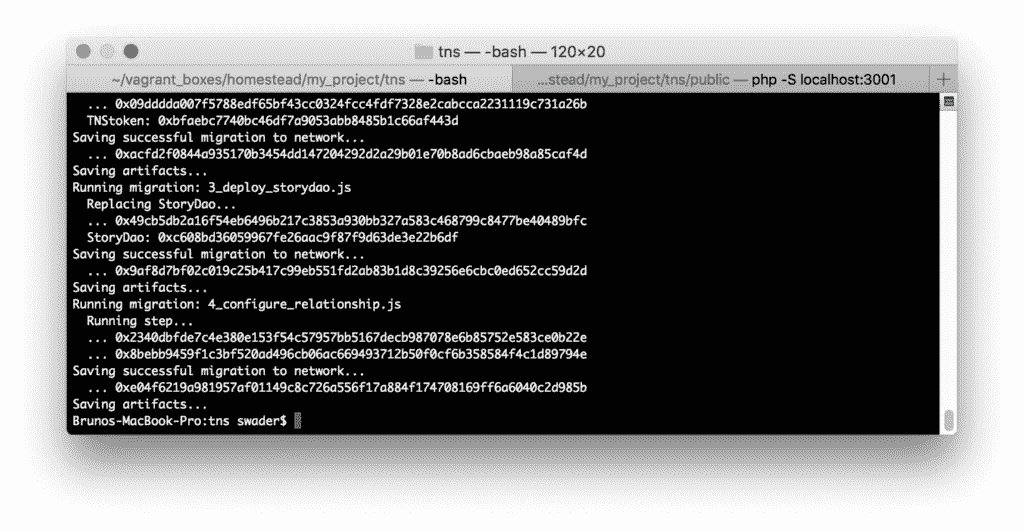 tns — -bash — 120×20
~/vagrant_boxes/homestead/my_project/tns — -bash
...stead/my_project/tns/public — php -S localhost:3001
+
... 0x09dddda007f5788edf65bf43cc0324fcc4fdf7328e2cabcca2231119c731a26b
TNStoken: 0xbfaebc7740bc46df7a9053abb8485b1c66af443d
Saving successful migration to network...
... 0xacfd2f0844a935170b3454dd147204292d2a29b01e70b8ad6cbaeb98a85caf4d
Saving artifacts...
Running migration: 3_deploy_storydao.js
Replacing StoryDao...
... 0x49cb5db2a16f54eb6496b217c3853a930bb327a583c468799c8477be40489bfc
StoryDao: 0xc608bd36059967fe26aac9f87f9d63de3e22b6df
Saving successful migration to network...
... 0x9af8d7bf02c019c25b417c99eb551fd2ab83b1d8c39256e6cbc0ed652cc59d2d
Saving artifacts...
Running migration: 4_configure_relationship.js
Running step...
... 0x2340dbfde7c4e380e153f54c57957bb5167decb987078e6b85752e583ce0b22e
... 0x8bebb9459f1c3bf520ad496cb06ac669493712b50f0cf6b358584f4c1d89794e
Saving successful migration to network...
... 0xe04f6219a981957af01149c8c726a556f17a884f174708169ff6a6040c2d985b
Saving artifacts...
Brunos-MacBook-Pro:tns swader$